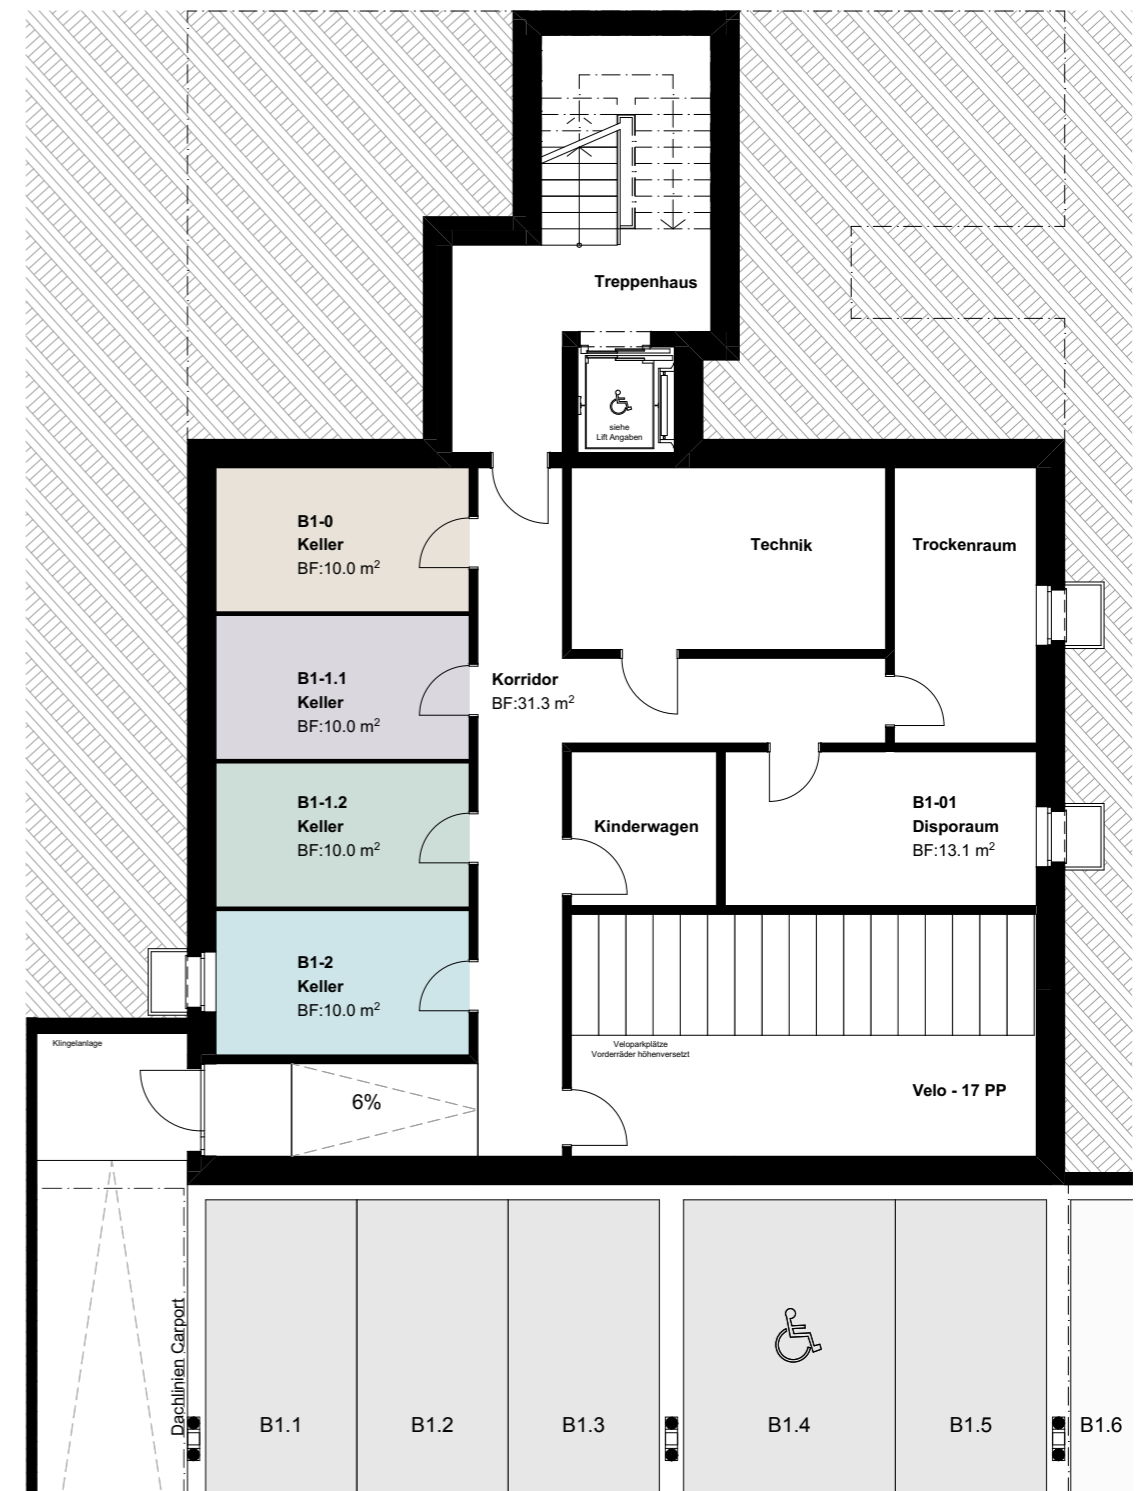 Treppenhaus
siehe
Lift Angaben
B1-0
Keller
BF:10.0 m²
Technik
Trockenraum
B1-1.1
Keller
BF:10.0 m²
Korridor
BF:31.3 m²
B1-1.2
Keller
BF:10.0 m²
Kinderwagen
B1-01
Disporaum
BF:13.1 m²
B1-2
Keller
BF:10.0 m²
Klingelanlage
Veloparkplätze
Vorderräder höhenversetzt
6%
Velo - 17 PP
Dachlinien Carport
B1.1
B1.2
B1.3
B1.4
B1.5
B1.6